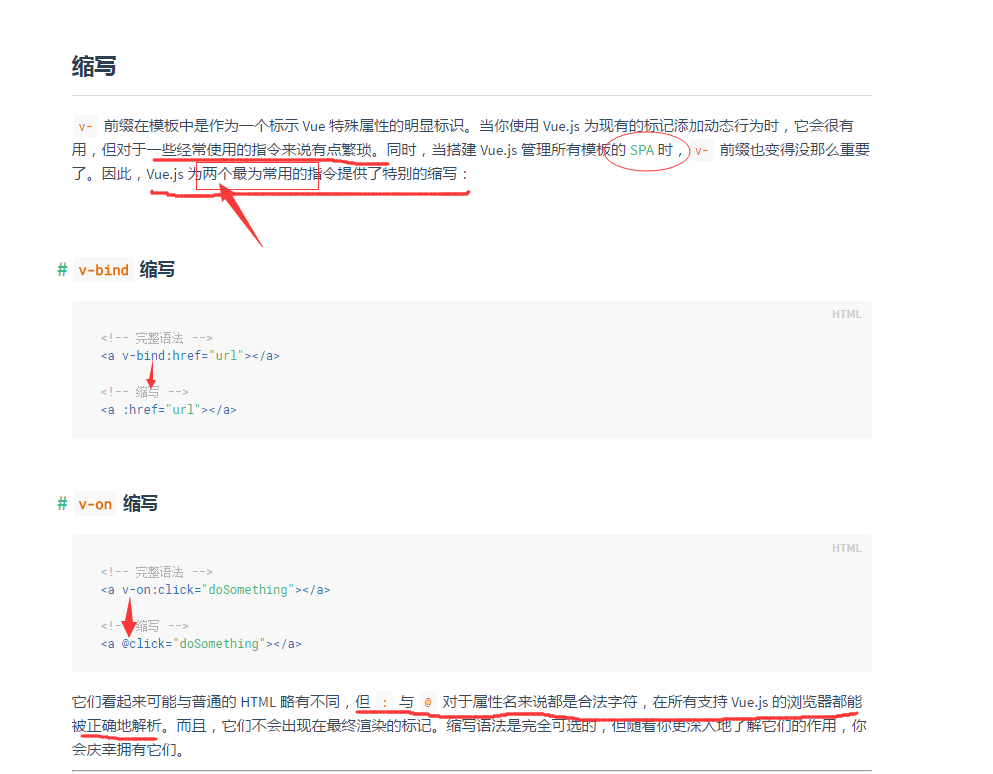 缩写
v- 前缀在模板中是作为一个标示 Vue 特殊属性的明显标识。当你使用 Vue.js 为现有的标记添加动态行为时，它会很有
用，但对于一些经常使用的指令来说有点繁琐。同时，当搭建 Vue.js 管理所有模板的 SPA 时， v- 前缀也变得没那么重要
了。因此，Vue.js 为两个最为常用的指令提供了特别的缩写：
# v-bind 缩写
HTML
<!-- 完整语法 -->
<a v-bind:href="url"></a>
<!-- 缩写 -->
<a :href="url"></a>
# v-on 缩写
HTML
<!-- 完整语法 -->
<a v-on:click="doSomething"></a>
<!-- 缩写 -->
<a @click="doSomething"></a>
它们看起来可能与普通的 HTML 略有不同，但 : 与 @ 对于属性名来说都是合法字符，在所有支持 Vue.js 的浏览器都能
被正确地解析。而且，它们不会出现在最终渲染的标记。缩写语法是完全可选的，但随着你更深入地了解它们的作用，你
会庆幸拥有它们。